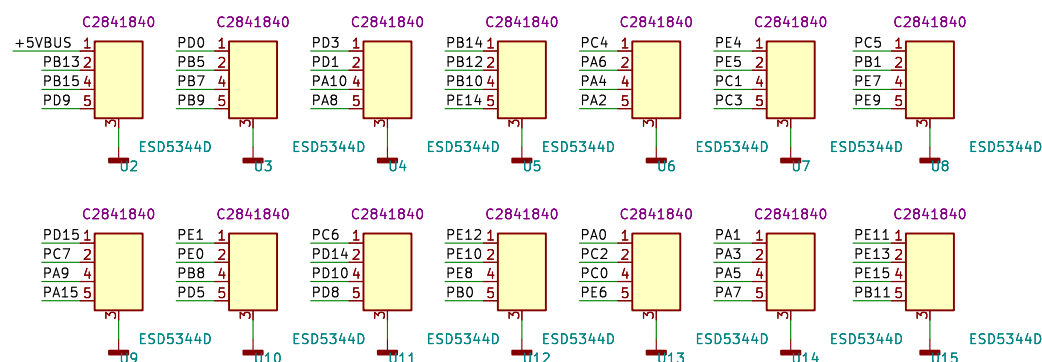 C2841840 C2841840 C2841840 C2841840 C2841840 C2841840 C2841840
+5VBUS 1 PD0 1 PD3 1 PB14 1 PC4 1 PE4 1 PC5 1
PB13 2 PB5 2 PD1 2 PB12 2 PA6 2 PE5 2 PB1 2
PB15 4 PB7 4 PA10 4 PB10 4 PA4 4 PC1 4 PE7 4
PD9 5 PB9 5 PA8 5 PE14 5 PA2 5 PC3 5 PE9 5
3 3 3 3 3 3 3
ESD5344D ESD5344D ESD5344D ESD5344D ESD5344D ESD5344D ESD5344D
U2 U3 U4 U5 U6 U7 U8
C2841840 C2841840 C2841840 C2841840 C2841840 C2841840 C2841840
PD15 1 PE1 1 PC6 1 PE12 1 PA0 1 PA1 1 PE11 1
PC7 2 PE0 2 PD14 2 PE10 2 PC2 2 PA3 2 PE13 2
PA9 4 PB8 4 PD10 4 PE8 4 PC0 4 PA5 4 PE15 4
PA15 5 PD5 5 PD8 5 PB0 5 PE6 5 PA7 5 PB11 5
3 3 3 3 3 3 3
ESD5344D ESD5344D ESD5344D ESD5344D ESD5344D ESD5344D ESD5344D
U9 U10 U11 U12 U13 U14 U15